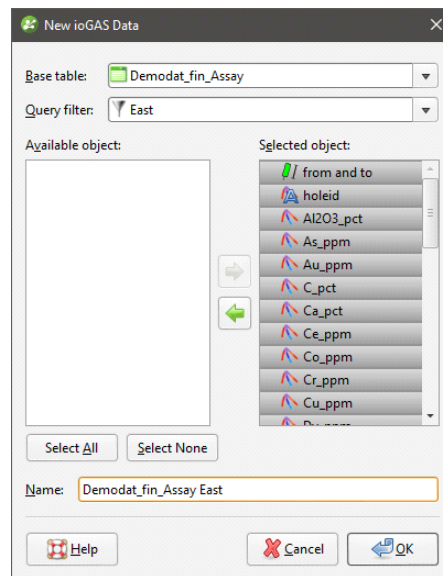 New ioGAS Data
Base table: Demodat_fin_Assay
Query filter: East
Available object: Selected object:
from and to
holeid
Al2O3_pct
As_ppm
Au_ppm
C_pct
Ca_pct
Ce_ppm
Co_ppm
Cr_ppm
Cu_ppm
Select All Select None
Name: Demodat_fin_Assay East
Help Cancel OK